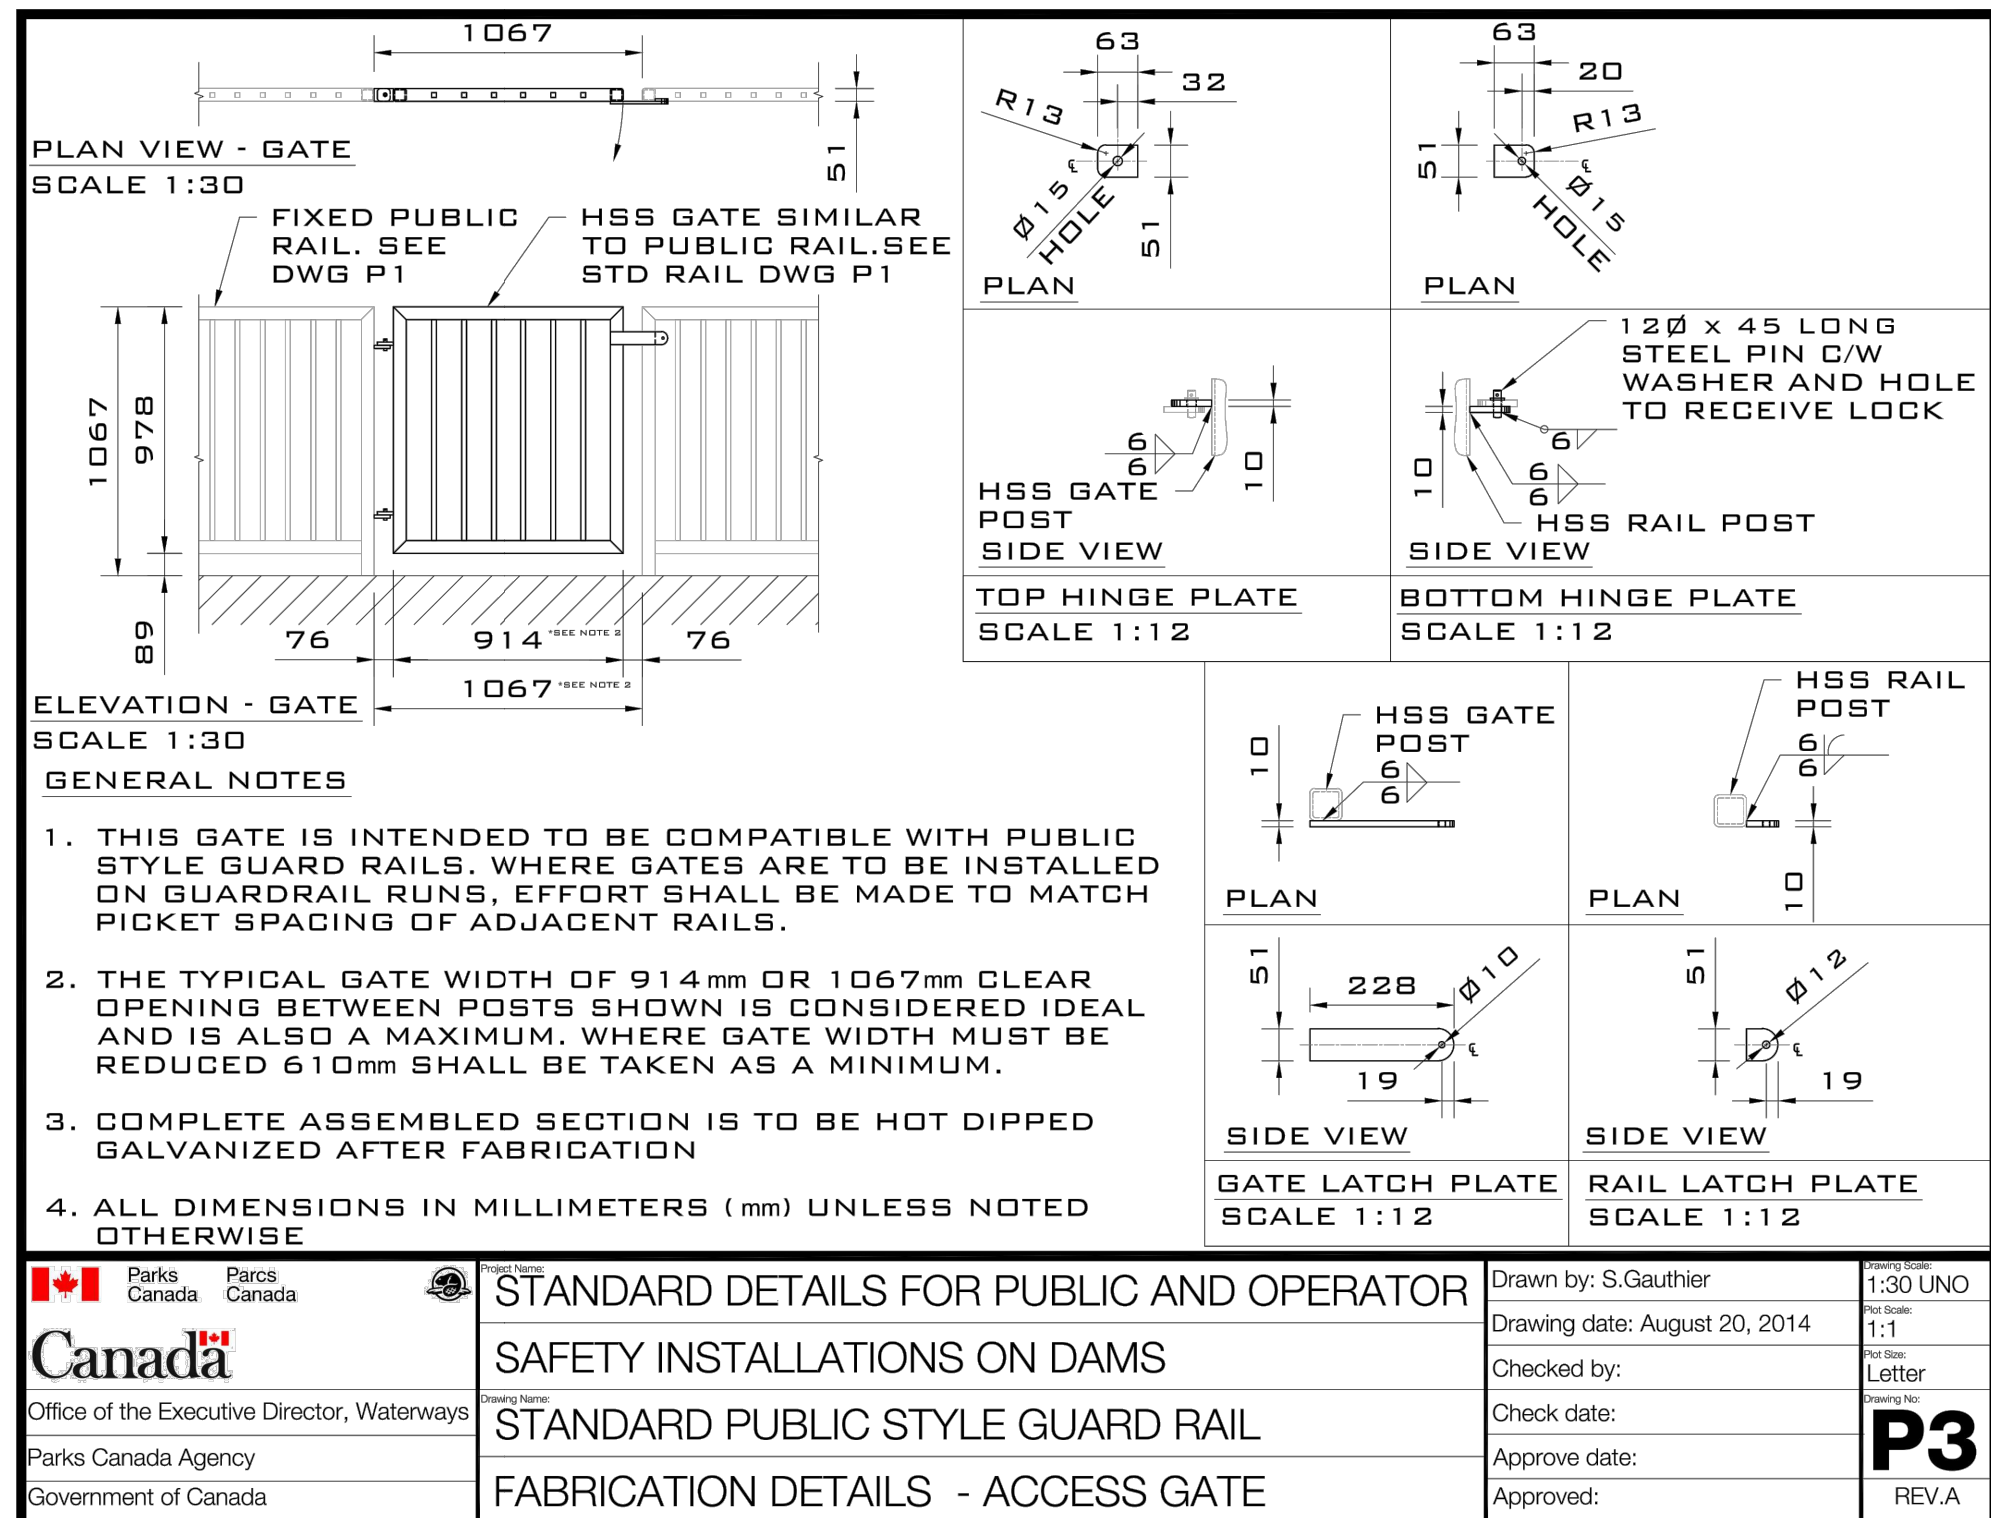 1067
51
PLAN VIEW - GATE
SCALE 1:30
FIXED PUBLIC
RAIL. SEE
DWG P1
HSS GATE SIMILAR
TO PUBLIC RAIL.SEE
STD RAIL DWG P1
1067
978
89
76
914 *SEE NOTE 2
76
1067 *SEE NOTE 2
ELEVATION - GATE
SCALE 1:30
63
32
R13
℄
Ø15
HOLE
51
PLAN
63
20
R13
51
℄
Ø15
HOLE
PLAN
6
6
10
HSS GATE
POST
SIDE VIEW
TOP HINGE PLATE
SCALE 1:12
12Ø x 45 LONG
STEEL PIN C/W
WASHER AND HOLE
TO RECEIVE LOCK
6
10
6
6
HSS RAIL POST
SIDE VIEW
BOTTOM HINGE PLATE
SCALE 1:12
GENERAL NOTES
1. THIS GATE IS INTENDED TO BE COMPATIBLE WITH PUBLIC
STYLE GUARD RAILS. WHERE GATES ARE TO BE INSTALLED
ON GUARDRAIL RUNS, EFFORT SHALL BE MADE TO MATCH
PICKET SPACING OF ADJACENT RAILS.
2. THE TYPICAL GATE WIDTH OF 914mm OR 1067mm CLEAR
OPENING BETWEEN POSTS SHOWN IS CONSIDERED IDEAL
AND IS ALSO A MAXIMUM. WHERE GATE WIDTH MUST BE
REDUCED 610mm SHALL BE TAKEN AS A MINIMUM.
3. COMPLETE ASSEMBLED SECTION IS TO BE HOT DIPPED
GALVANIZED AFTER FABRICATION
4. ALL DIMENSIONS IN MILLIMETERS (mm) UNLESS NOTED
OTHERWISE
HSS GATE
POST
10
6
6
PLAN
51
228
Ø10
℄
19
SIDE VIEW
GATE LATCH PLATE
SCALE 1:12
HSS RAIL
POST
6
6
10
PLAN
51
Ø12
℄
19
SIDE VIEW
RAIL LATCH PLATE
SCALE 1:12
Parks
Canada
Parcs
Canada
Canada
Office of the Executive Director, Waterways
Parks Canada Agency
Government of Canada
Project Name:
STANDARD DETAILS FOR PUBLIC AND OPERATOR
SAFETY INSTALLATIONS ON DAMS
Drawing Name:
STANDARD PUBLIC STYLE GUARD RAIL
FABRICATION DETAILS - ACCESS GATE
Drawn by: S.Gauthier
Drawing date: August 20, 2014
Checked by:
Check date:
Approve date:
Approved:
Drawing Scale:
1:30 UNO
Plot Scale:
1:1
Plot Size:
Letter
Drawing No:
P3
REV.A